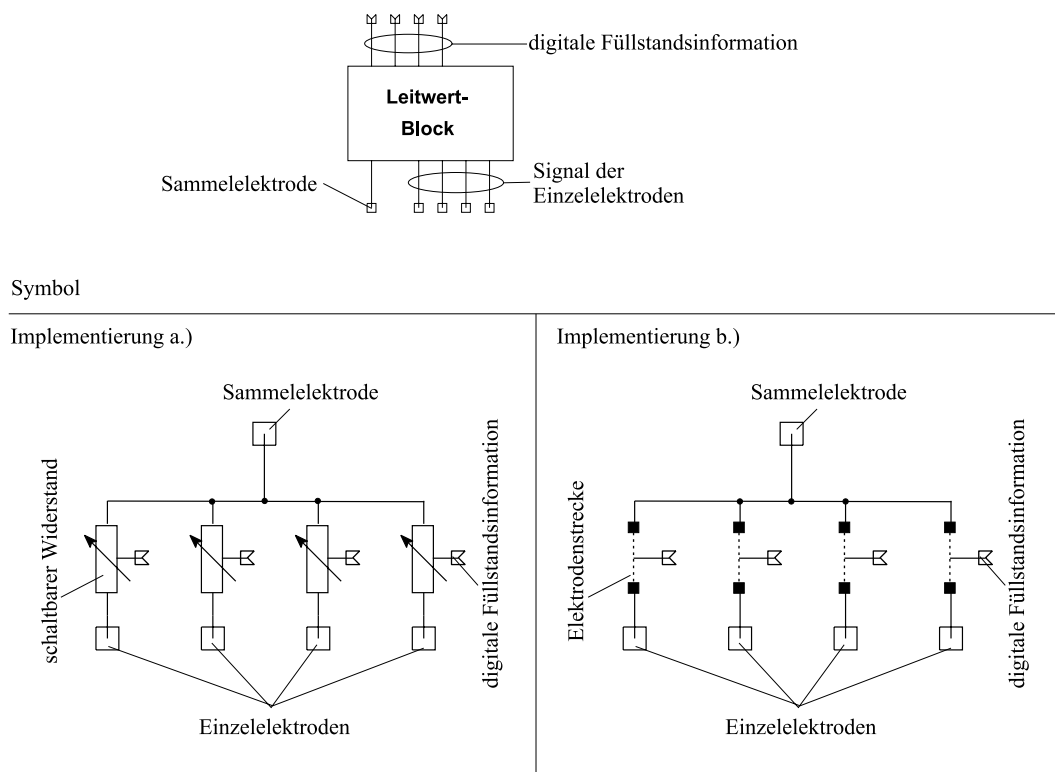 digitale Füllstandsinformation
Leitwert-
Block
Sammelelektrode
Signal der
Einzelelektroden
Symbol
Implementierung a.)
Sammelelektrode
schaltbarer Widerstand
digitale Füllstandsinformation
Einzelelektroden
Implementierung b.)
Sammelelektrode
Elektrodenstrecke
digitale Füllstandsinformation
Einzelelektroden